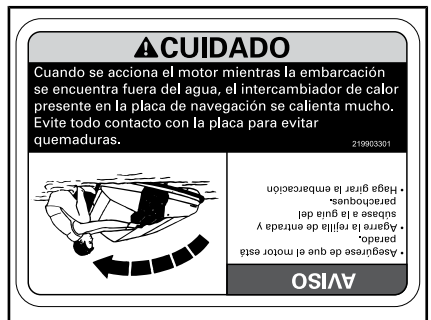 ⚠CUIDADO
Cuando se acciona el motor mientras la embarcación
se encuentra fuera del agua, el intercambiador de calor
presente en la placa de navegación se calienta mucho.
Evite todo contacto con la placa para evitar
quemaduras.
219903301
AVISO
• Asegúrese de que el motor está
parado.
• Agarre la rejilla de entrada y
súbase a la guía del
parachoques.
• Haga girar la embarcación